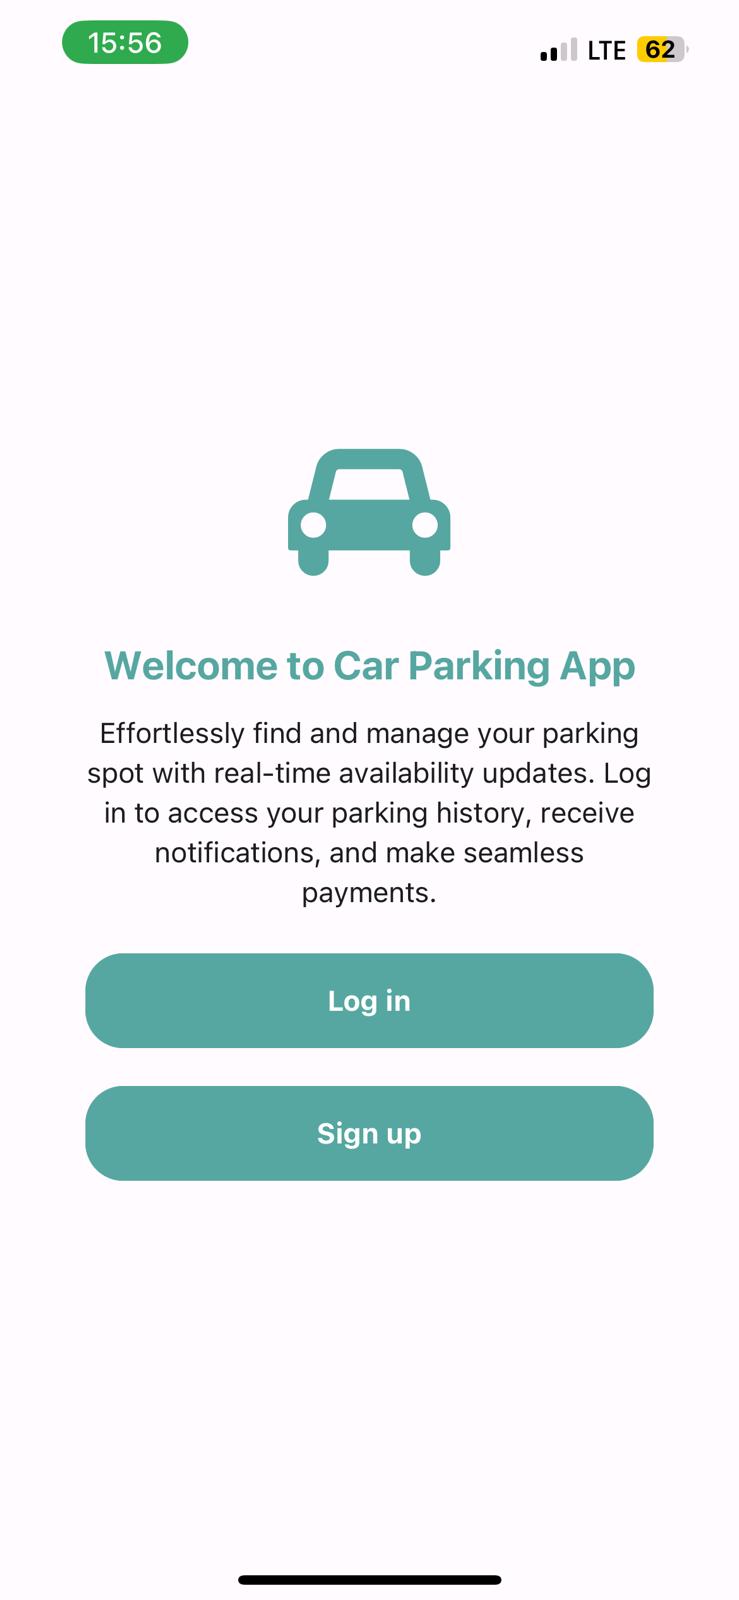 15:56
LTE 62
Welcome to Car Parking App
Effortlessly find and manage your parking
spot with real-time availability updates. Log
in to access your parking history, receive
notifications, and make seamless
payments.
Log in
Sign up